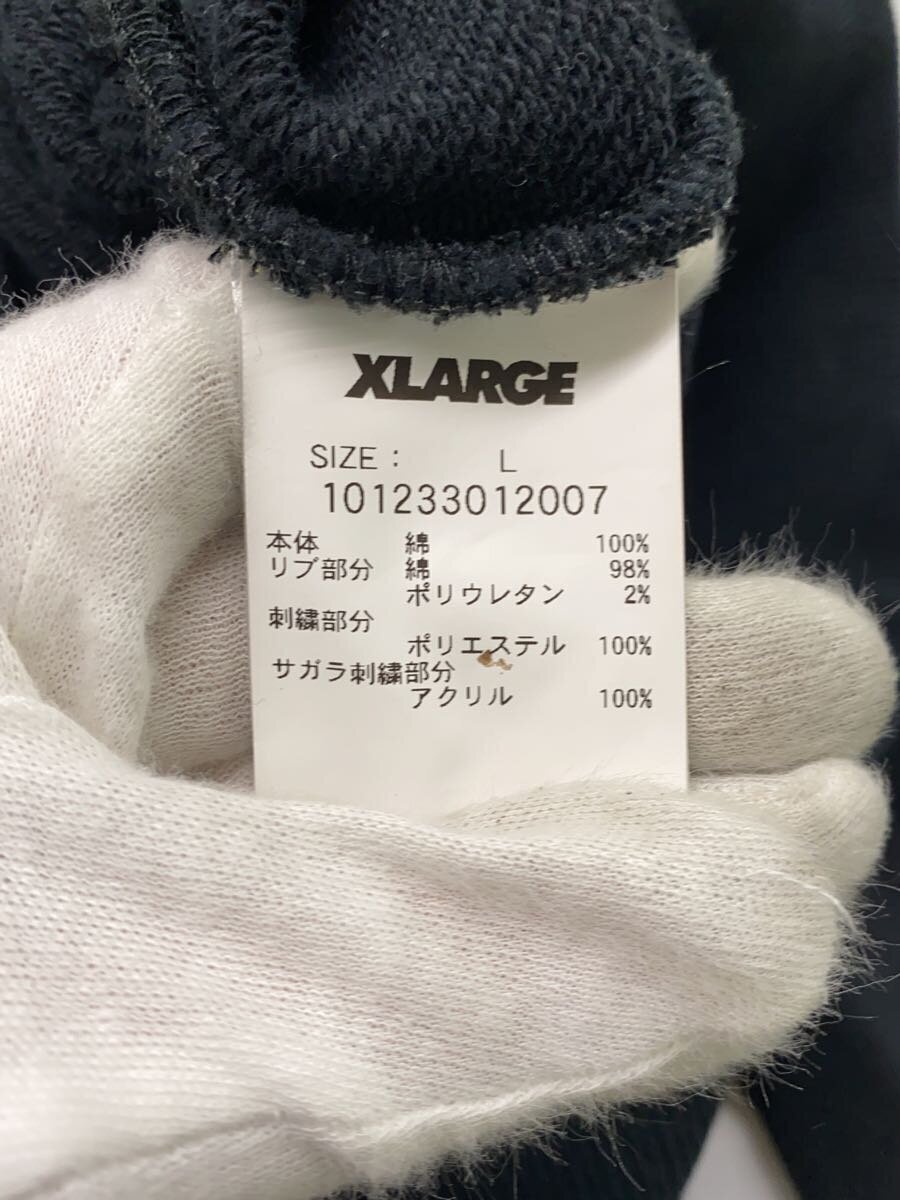 XLARGE
SIZE : L
101233012007
本体 綿 100%
リブ部分 綿 98%
ポリウレタン 2%
刺繍部分
ポリエステル 100%
サガラ刺繍部分
アクリル 100%